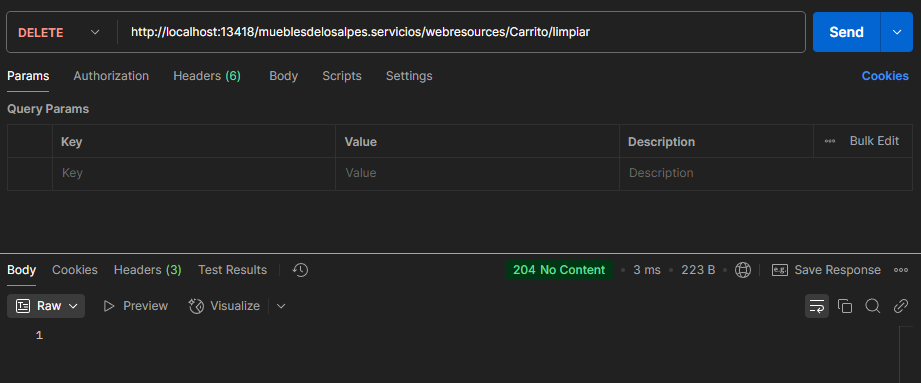 DELETE http://localhost:13418/mueblesdelosalpes.servicios/webresources/Carrito/limpiar Send
Params Authorization Headers (6) Body Scripts Settings Cookies
Query Params
Key Value Description Bulk Edit
Key Value Description
Body Cookies Headers (3) Test Results 204 No Content 3 ms 223 B e.g. Save Response
Raw Preview Visualize
1